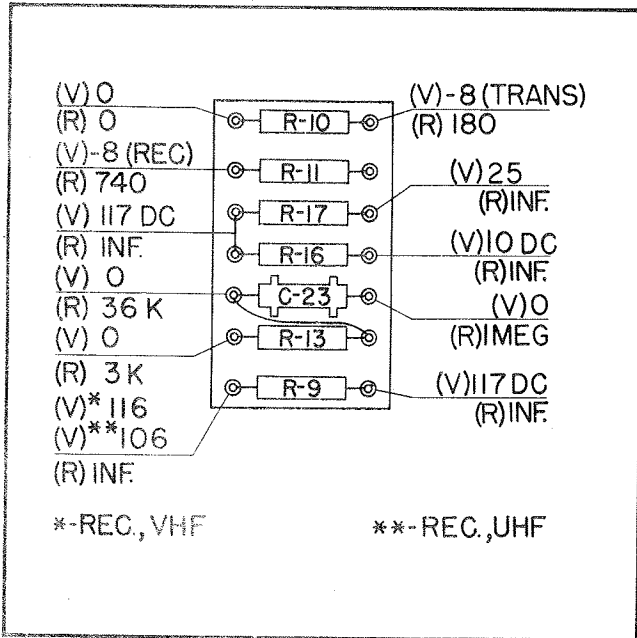 (V) 0
(R) 0
(V)-8 (REC)
(R) 740
(V) 117 DC
(R) INF.
(V) 0
(R) 36 K
(V) 0
(R) 3 K
(V)* 116
(V)** 106
(R) INF.
R-10
R-11
R-17
R-16
C-23
R-13
R-9
(V)-8 (TRANS)
(R) 180
(V) 25
(R) INF.
(V) 10 DC
(R) INF.
(V) 0
(R) 1MEG
(V) 117 DC
(R) INF.
*-REC., VHF
**-REC., UHF